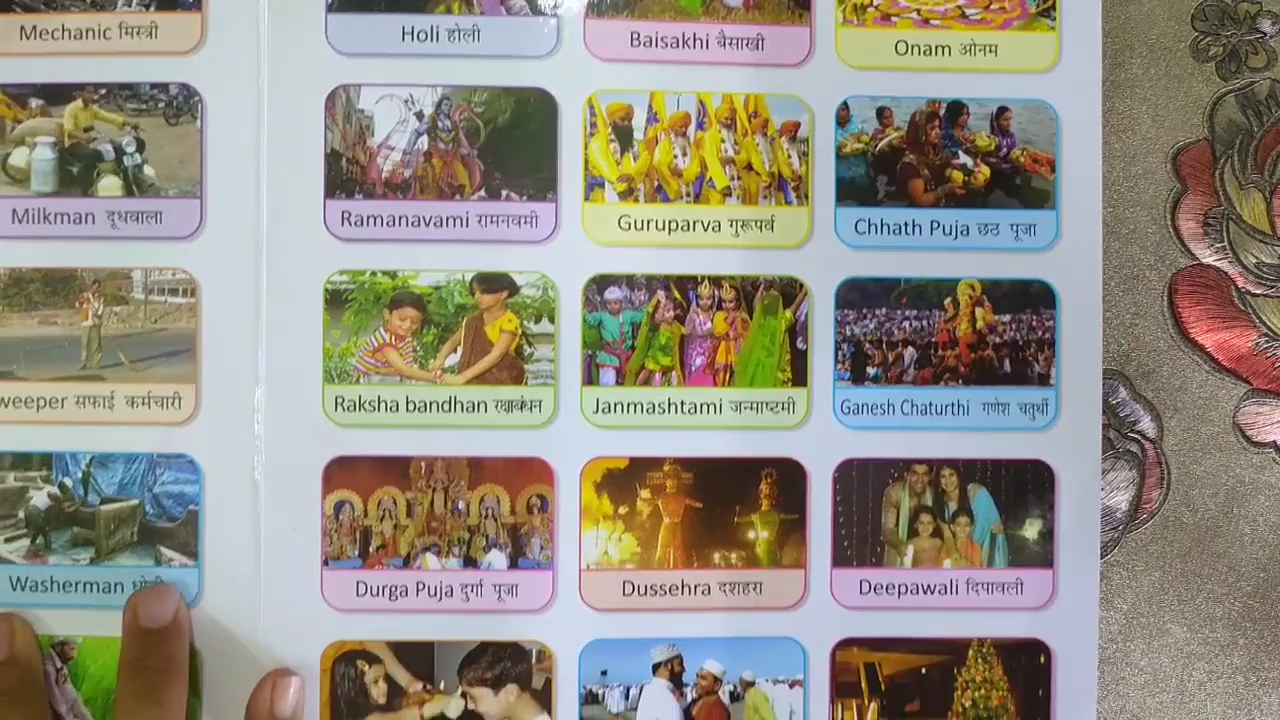 Mechanic मिस्त्री
Holi होली
Baisakhi बैसाखी
Onam ओनम
Milkman दूधवाला
Ramanavami रामनवमी
Guruparva गुरूपर्व
Chhath Puja छठ पूजा
weeper सफाई कर्मचारी
Raksha bandhan रक्षाबंधन
Janmashtami जन्माष्टमी
Ganesh Chaturthi गणेश चतुर्थी
Washerman
Durga Puja दुर्गा पूजा
Dussehra दशहरा
Deepawali दिपावली